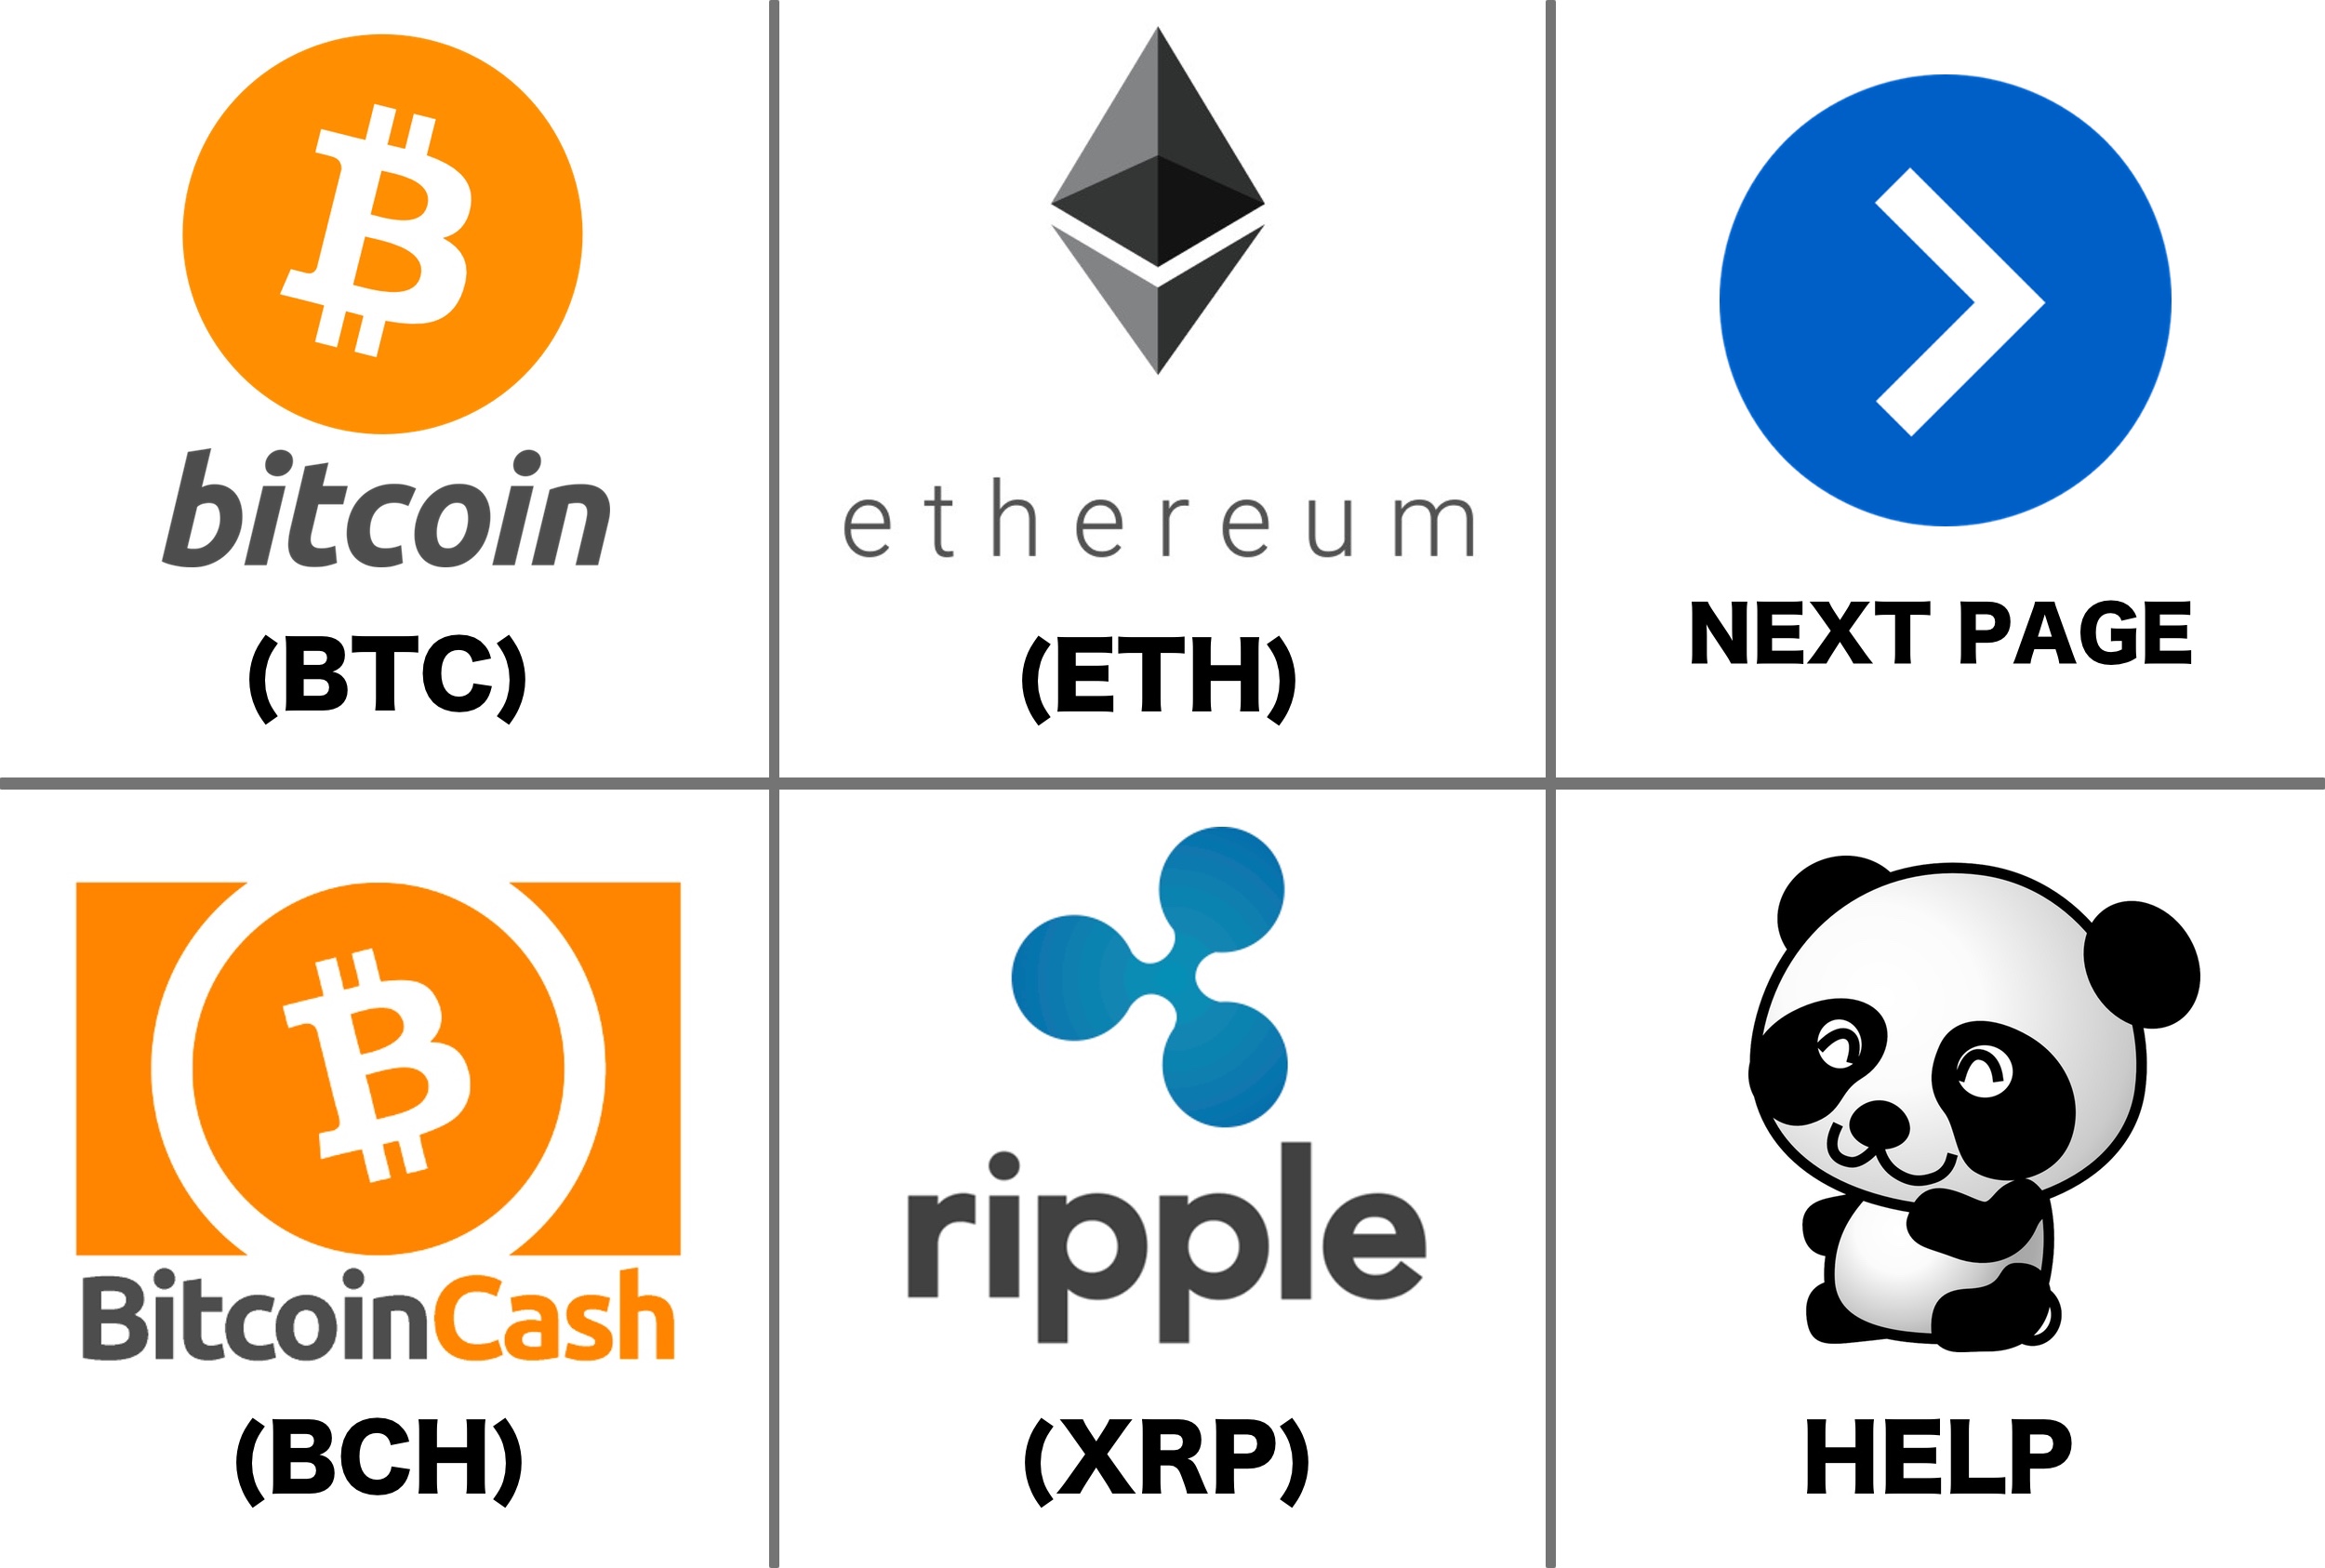 bitcoin
(BTC)
ethereum
(ETH)
NEXT PAGE
BitcoinCash
(BCH)
ripple
(XRP)
HELP